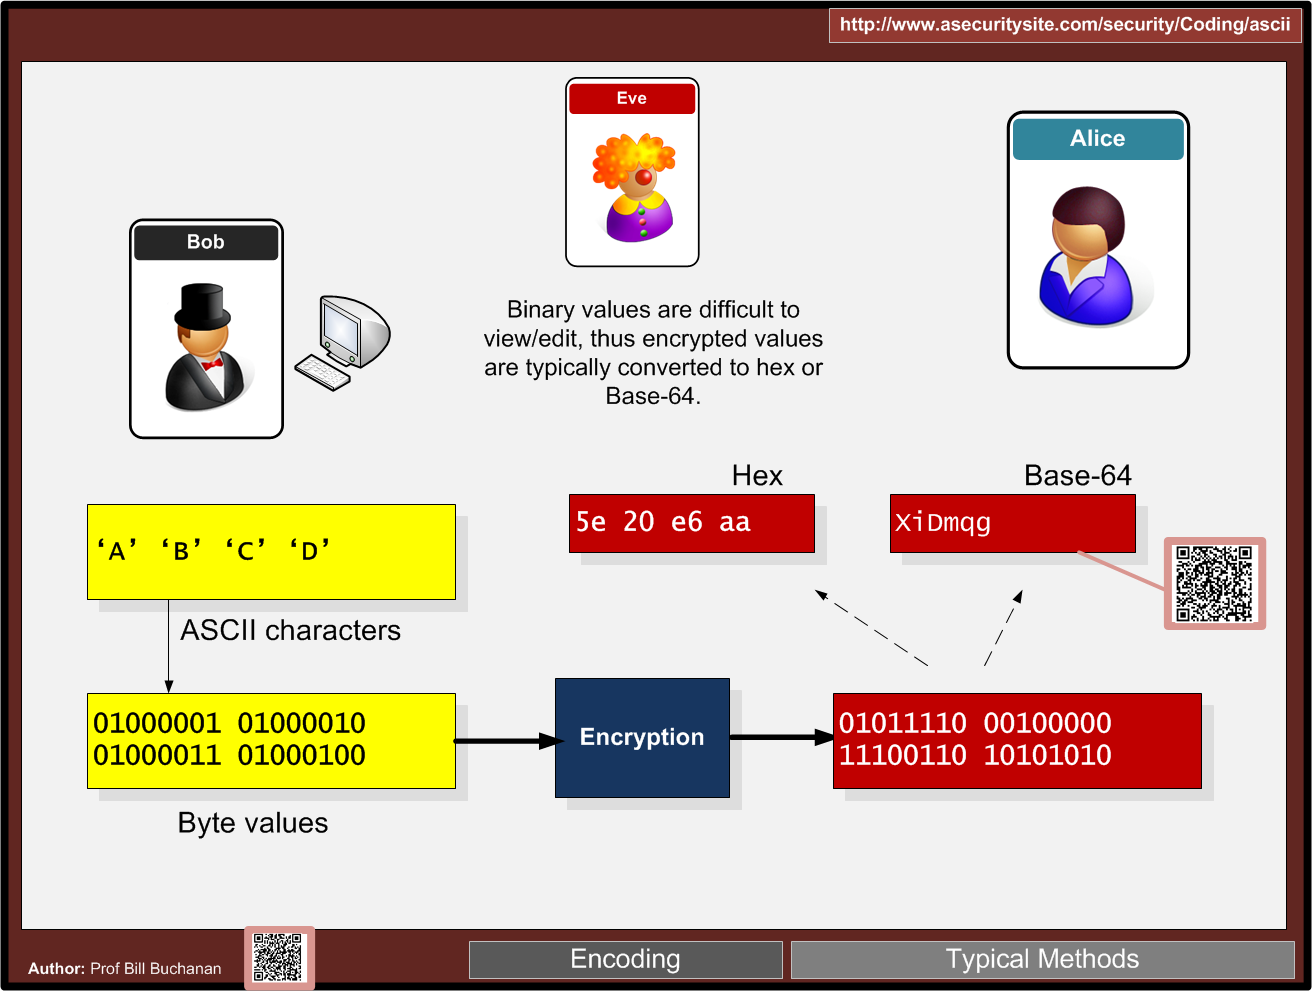 http://www.asecuritysite.com/security/Coding/ascii
Eve
Alice
Bob
Binary values are difficult to
view/edit, thus encrypted values
are typically converted to hex or
Base-64.
Hex
Base-64
5e 20 e6 aa
XiDmqg
‘A’ ‘B’ ‘C’ ‘D’
ASCII characters
01000001 01000010
01000011 01000100
Encryption
01011110 00100000
11100110 10101010
Byte values
Author: Prof Bill Buchanan
Encoding
Typical Methods